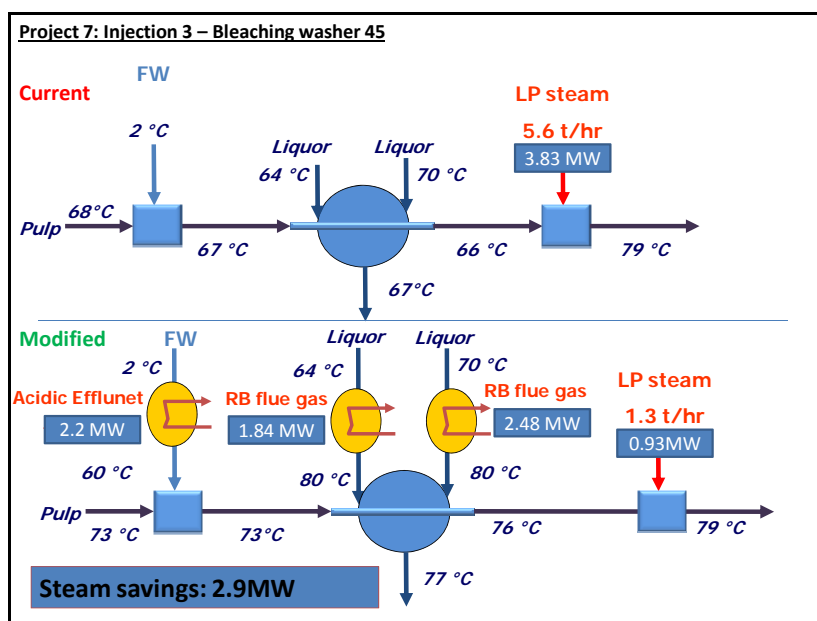 Project 7: Injection 3 – Bleaching washer 45
FW
Current
LP steam
2 °C
5.6 t/hr
Liquor
Liquor
3.83 MW
64 °C
70 °C
68°C
Pulp
67 °C
66 °C
79 °C
67°C
Modified
FW
Liquor
Liquor
2 °C
64 °C
70 °C
Acidic Efflunet
RB flue gas
RB flue gas
LP steam
2.2 MW
1.84 MW
2.48 MW
1.3 t/hr
0.93MW
60 °C
80 °C
80 °C
Pulp
73 °C
73°C
76 °C
79 °C
77 °C
Steam savings: 2.9MW